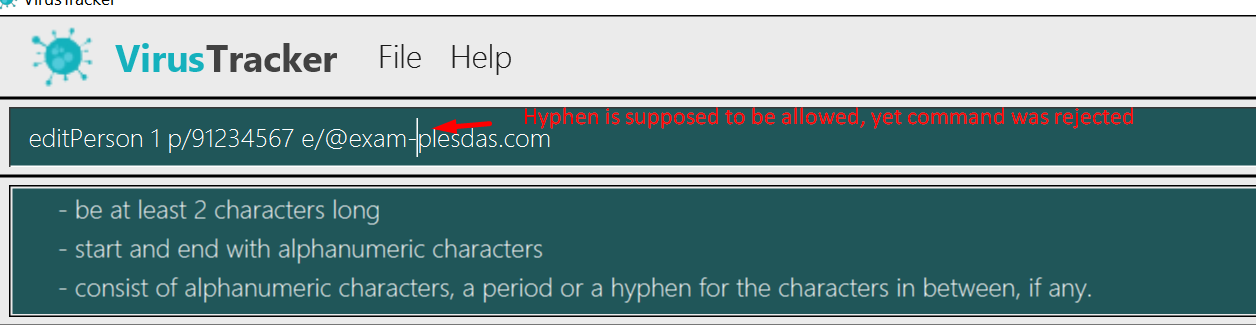 VirusTracker
VirusTracker File Help
Hyphen is supposed to be allowed, yet command was rejected
editPerson 1 p/91234567 e/@exam-plesdas.com
- be at least 2 characters long
- start and end with alphanumeric characters
- consist of alphanumeric characters, a period or a hyphen for the characters in between, if any.